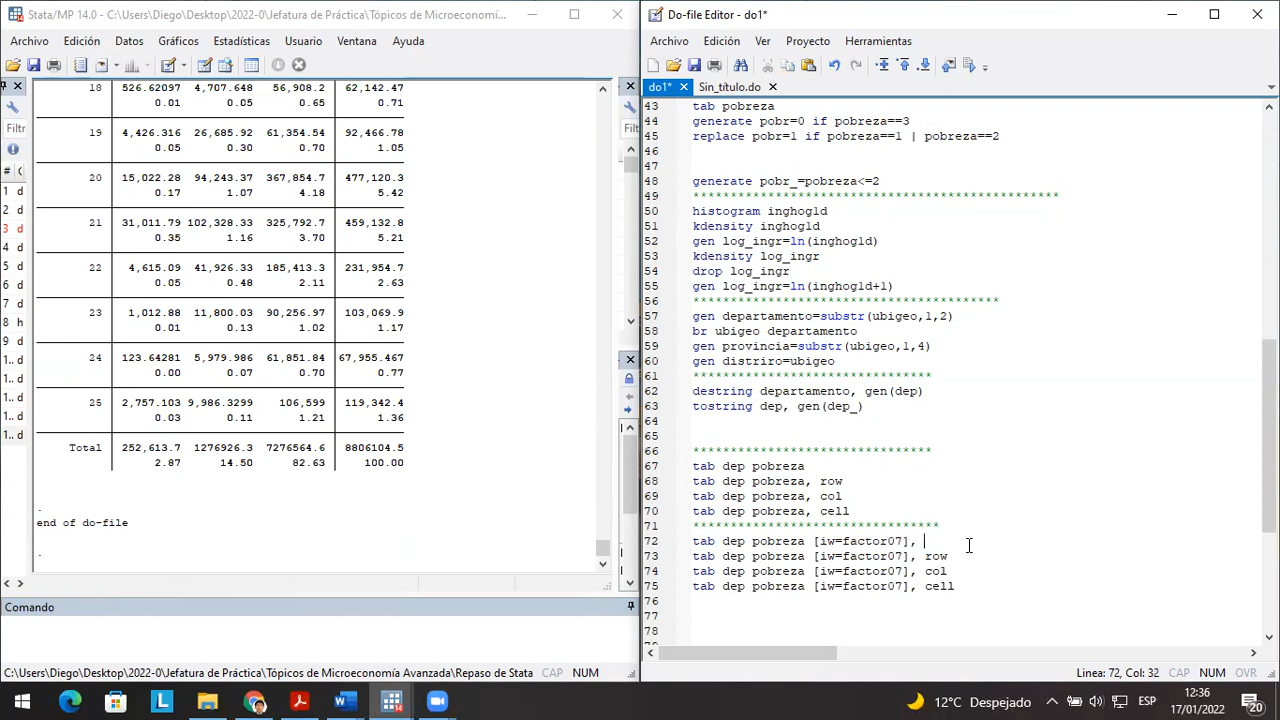 Stata/MP 14.0 - C:\Users\Diego\Desktop\2022-0\Jefatura de Práctica\Tópicos de Microeconomí...
Archivo Edición Datos Gráficos Estadísticas Usuario Ventana Ayuda
Filtr
#
1 d
2 d
3 d
4 d
5 d
6 d
7 d
8 h
9 d
1.. d
1.. d
1.. d
1.. d
1.. d
18 526.62097 4,707.648 56,908.2 62,142.47
0.01 0.05 0.65 0.71
19 4,426.316 26,685.92 61,354.54 92,466.78
0.05 0.30 0.70 1.05
20 15,022.28 94,243.37 367,854.7 477,120.3
0.17 1.07 4.18 5.42
21 31,011.79 102,328.33 325,792.7 459,132.8
0.35 1.16 3.70 5.21
22 4,615.09 41,926.33 185,413.3 231,954.7
0.05 0.48 2.11 2.63
23 1,012.88 11,800.03 90,256.97 103,069.9
0.01 0.13 1.02 1.17
24 123.64281 5,979.986 61,851.84 67,955.467
0.00 0.07 0.70 0.77
25 2,757.103 9,986.3299 106,599 119,342.4
0.03 0.11 1.21 1.36
Total 252,613.7 1276926.3 7276564.6 8806104.5
2.87 14.50 82.63 100.00
.
end of do-file
.
Filt
Comando
C:\Users\Diego\Desktop\2022-0\Jefatura de Práctica\Tópicos de Microeconomía Avanzada\Repaso de Stata CAP NUM
Do-file Editor - do1*
Archivo Edición Ver Proyecto Herramientas
do1* Sin_título.do
43 tab pobreza
44 generate pobr=0 if pobreza==3
45 replace pobr=1 if pobreza==1 | pobreza==2
46
47
48 generate pobr_=pobreza<=2
49 *************************************************
50 histogram inghog1d
51 kdensity inghog1d
52 gen log_ingr=ln(inghog1d)
53 kdensity log_ingr
54 drop log_ingr
55 gen log_ingr=ln(inghog1d+1)
56 *****************************************
57 gen departamento=substr(ubigeo,1,2)
58 br ubigeo departamento
59 gen provincia=substr(ubigeo,1,4)
60 gen distriro=ubigeo
61 ********************************
62 destring departamento, gen(dep)
63 tostring dep, gen(dep_)
64
65
66 ********************************
67 tab dep pobreza
68 tab dep pobreza, row
69 tab dep pobreza, col
70 tab dep pobreza, cell
71 *********************************
72 tab dep pobreza [iw=factor07],
73 tab dep pobreza [iw=factor07], row
74 tab dep pobreza [iw=factor07], col
75 tab dep pobreza [iw=factor07], cell
76
77
78
Linea: 72, Col: 32 CAP NUM OVR
12°C Despejado ESP 12:36
17/01/2022 20